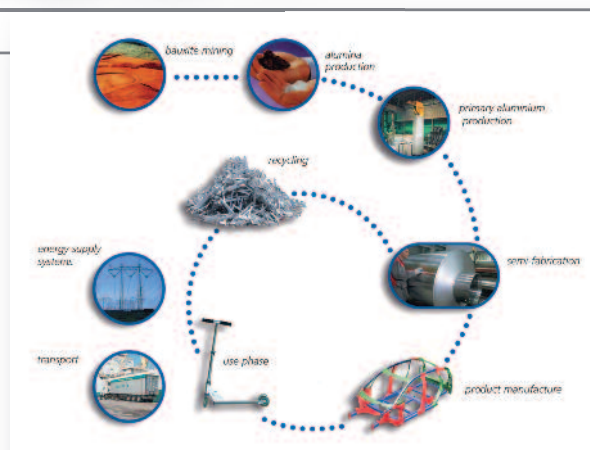 bauxite mining
alumina
production
primary aluminium
production
recycling
energy supply
systems
semi-fabrication
transport
use phase
product manufacture